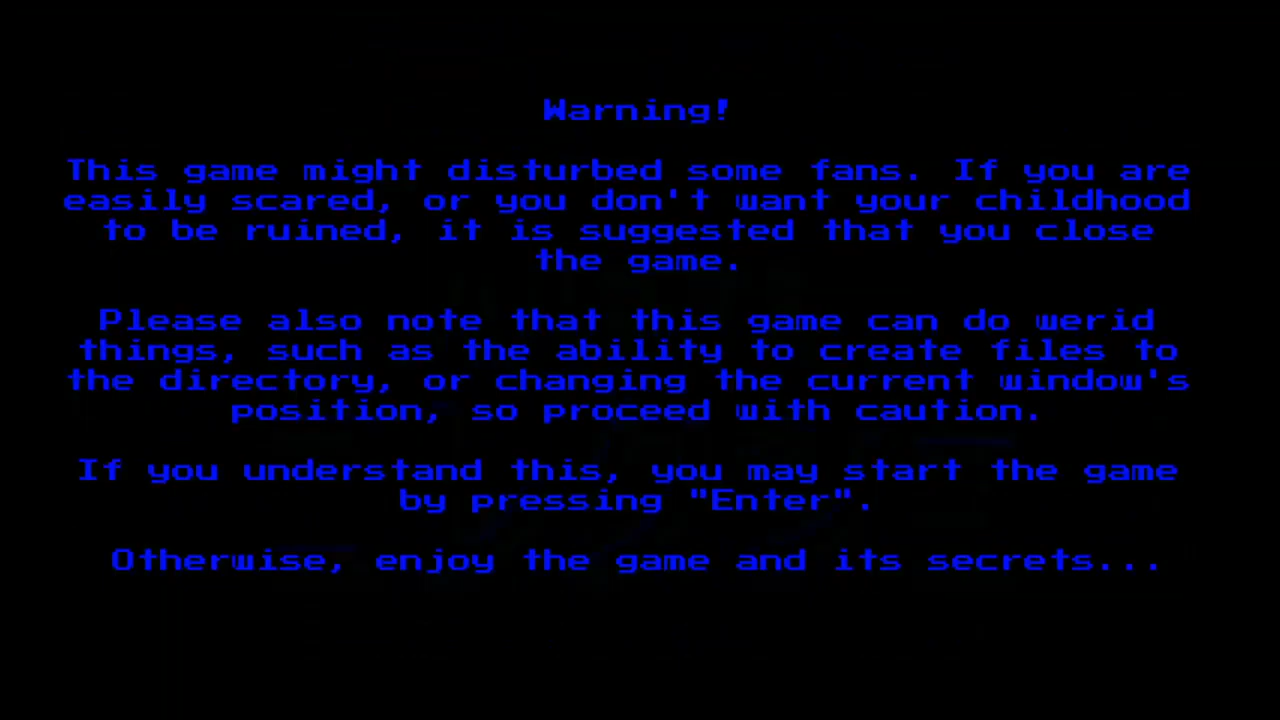 Warning!
This game might disturbed some fans. If you are
easily scared, or you don't want your childhood
to be ruined, it is suggested that you close
the game.
Please also note that this game can do werid
things, such as the ability to create files to
the directory, or changing the current window's
position, so proceed with caution.
If you understand this, you may start the game
by pressing "Enter".
Otherwise, enjoy the game and its secrets...